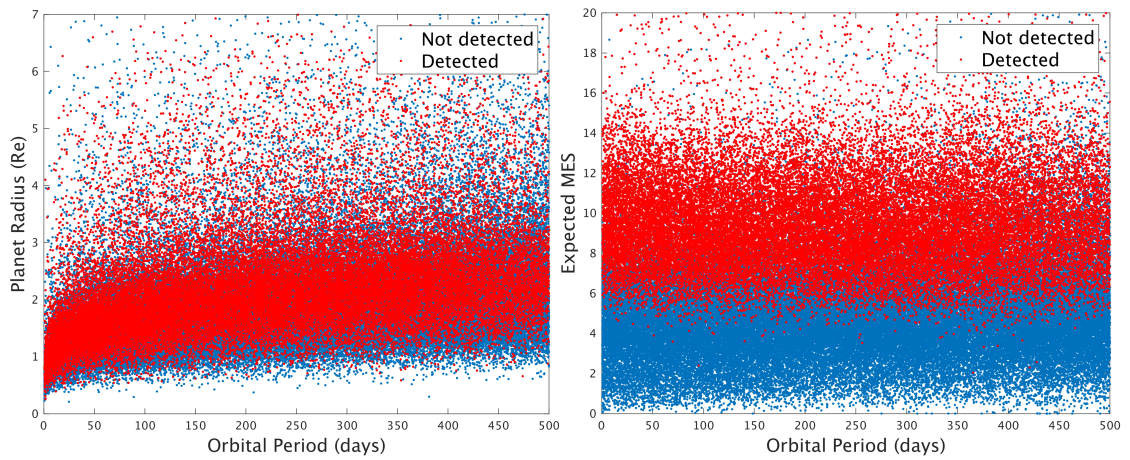 7
6
5
4
3
2
1
0
Planet Radius (Re)
Not detected
Detected
0 50 100 150 200 250 300 350 400 450 500
Orbital Period (days)
20
18
16
14
12
10
8
6
4
2
0
Expected MES
Not detected
Detected
0 50 100 150 200 250 300 350 400 450 500
Orbital Period (days)